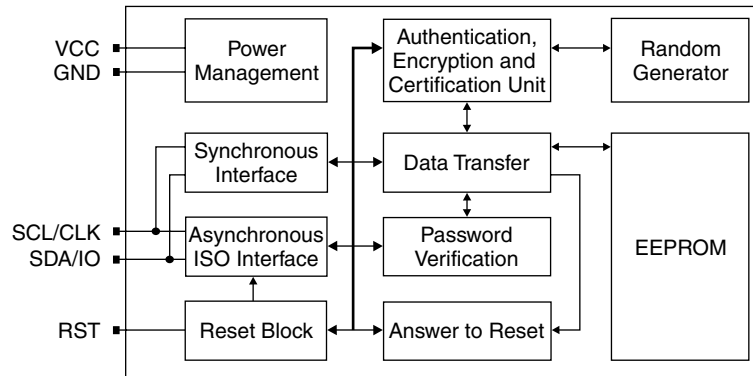 VCC
GND
Power
Management
Authentication,
Encryption and
Certification Unit
Random
Generator
Synchronous
Interface
Data Transfer
SCL/CLK
SDA/IO
Asynchronous
ISO Interface
Password
Verification
EEPROM
RST
Reset Block
Answer to Reset